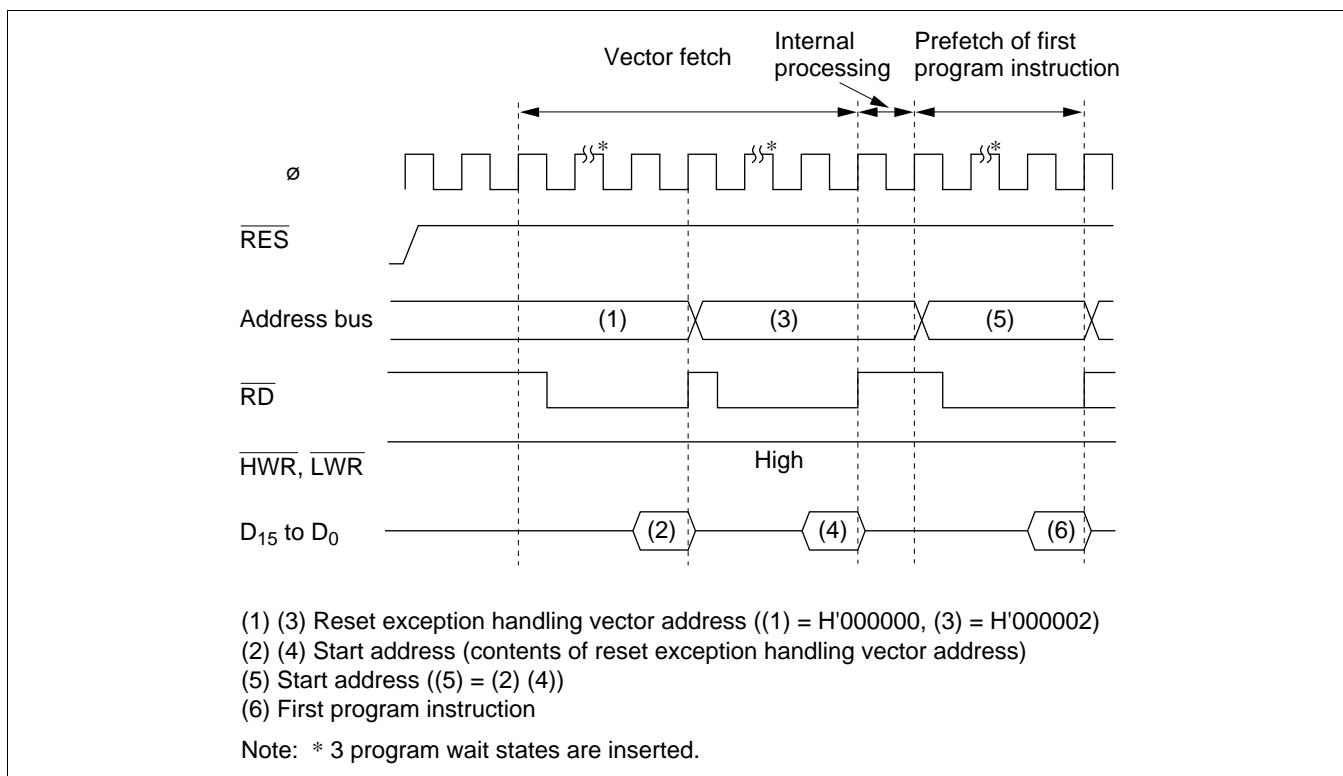 Vector fetch
Internal
processing
Prefetch of first
program instruction
* * *
ø
RES
Address bus (1) (3) (5)
RD
HWR, LWR
High
D15 to D0 (2) (4) (6)
(1) (3) Reset exception handling vector address ((1) = H'000000, (3) = H'000002)
(2) (4) Start address (contents of reset exception handling vector address)
(5) Start address ((5) = (2) (4))
(6) First program instruction
Note: * 3 program wait states are inserted.